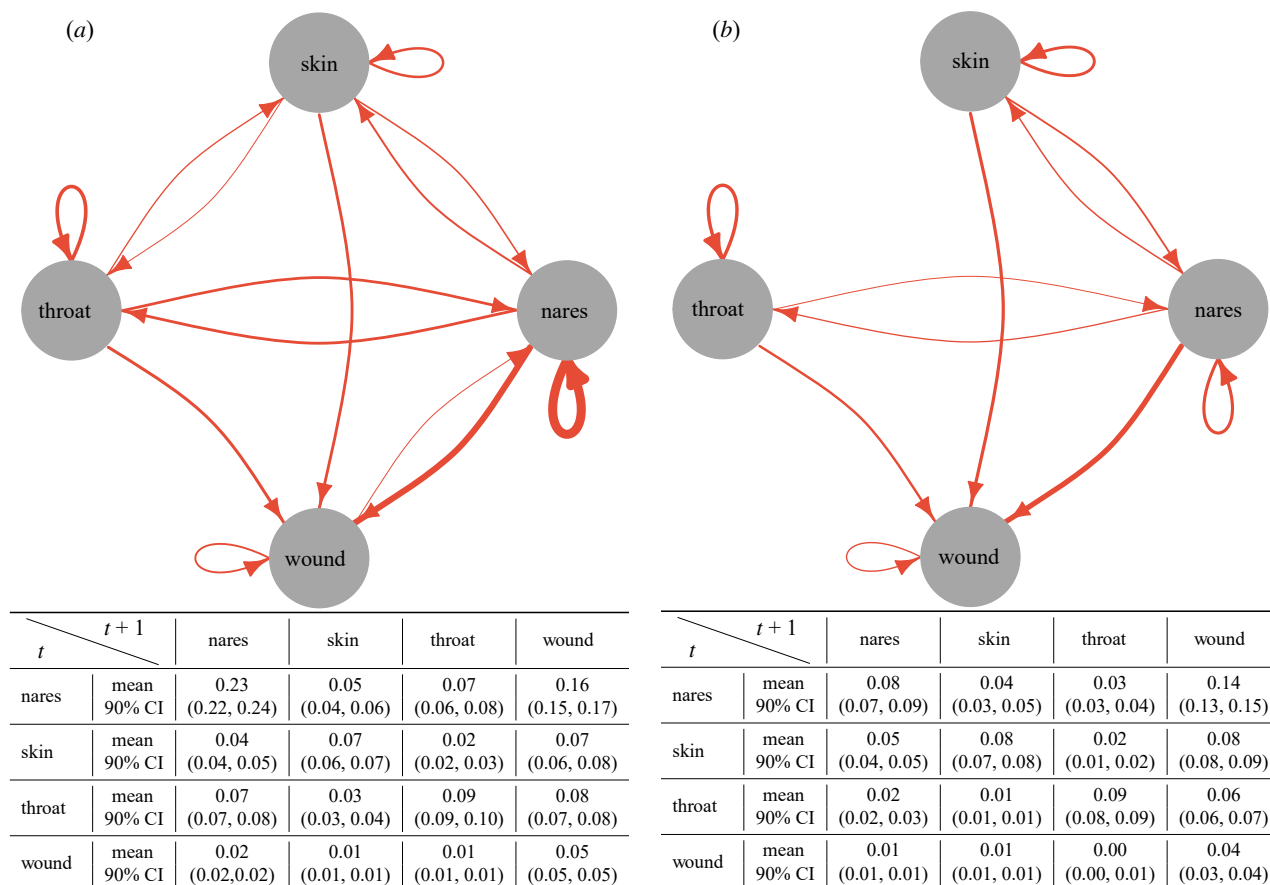 (a)
skin
throat
nares
wound
t + 1
t
nares skin throat wound
nares mean 0.23 0.05 0.07 0.16
90% CI (0.22, 0.24) (0.04, 0.06) (0.06, 0.08) (0.15, 0.17)
skin mean 0.04 0.07 0.02 0.07
90% CI (0.04, 0.05) (0.06, 0.07) (0.02, 0.03) (0.06, 0.08)
throat mean 0.07 0.03 0.09 0.08
90% CI (0.07, 0.08) (0.03, 0.04) (0.09, 0.10) (0.07, 0.08)
wound mean 0.02 0.01 0.01 0.05
90% CI (0.02,0.02) (0.01, 0.01) (0.01, 0.01) (0.05, 0.05)
(b)
skin
throat
nares
wound
t + 1
t
nares skin throat wound
nares mean 0.08 0.04 0.03 0.14
90% CI (0.07, 0.09) (0.03, 0.05) (0.03, 0.04) (0.13, 0.15)
skin mean 0.05 0.08 0.02 0.08
90% CI (0.04, 0.05) (0.07, 0.08) (0.01, 0.02) (0.08, 0.09)
throat mean 0.02 0.01 0.09 0.06
90% CI (0.02, 0.03) (0.01, 0.01) (0.08, 0.09) (0.06, 0.07)
wound mean 0.01 0.01 0.00 0.04
90% CI (0.01, 0.01) (0.01, 0.01) (0.00, 0.01) (0.03, 0.04)